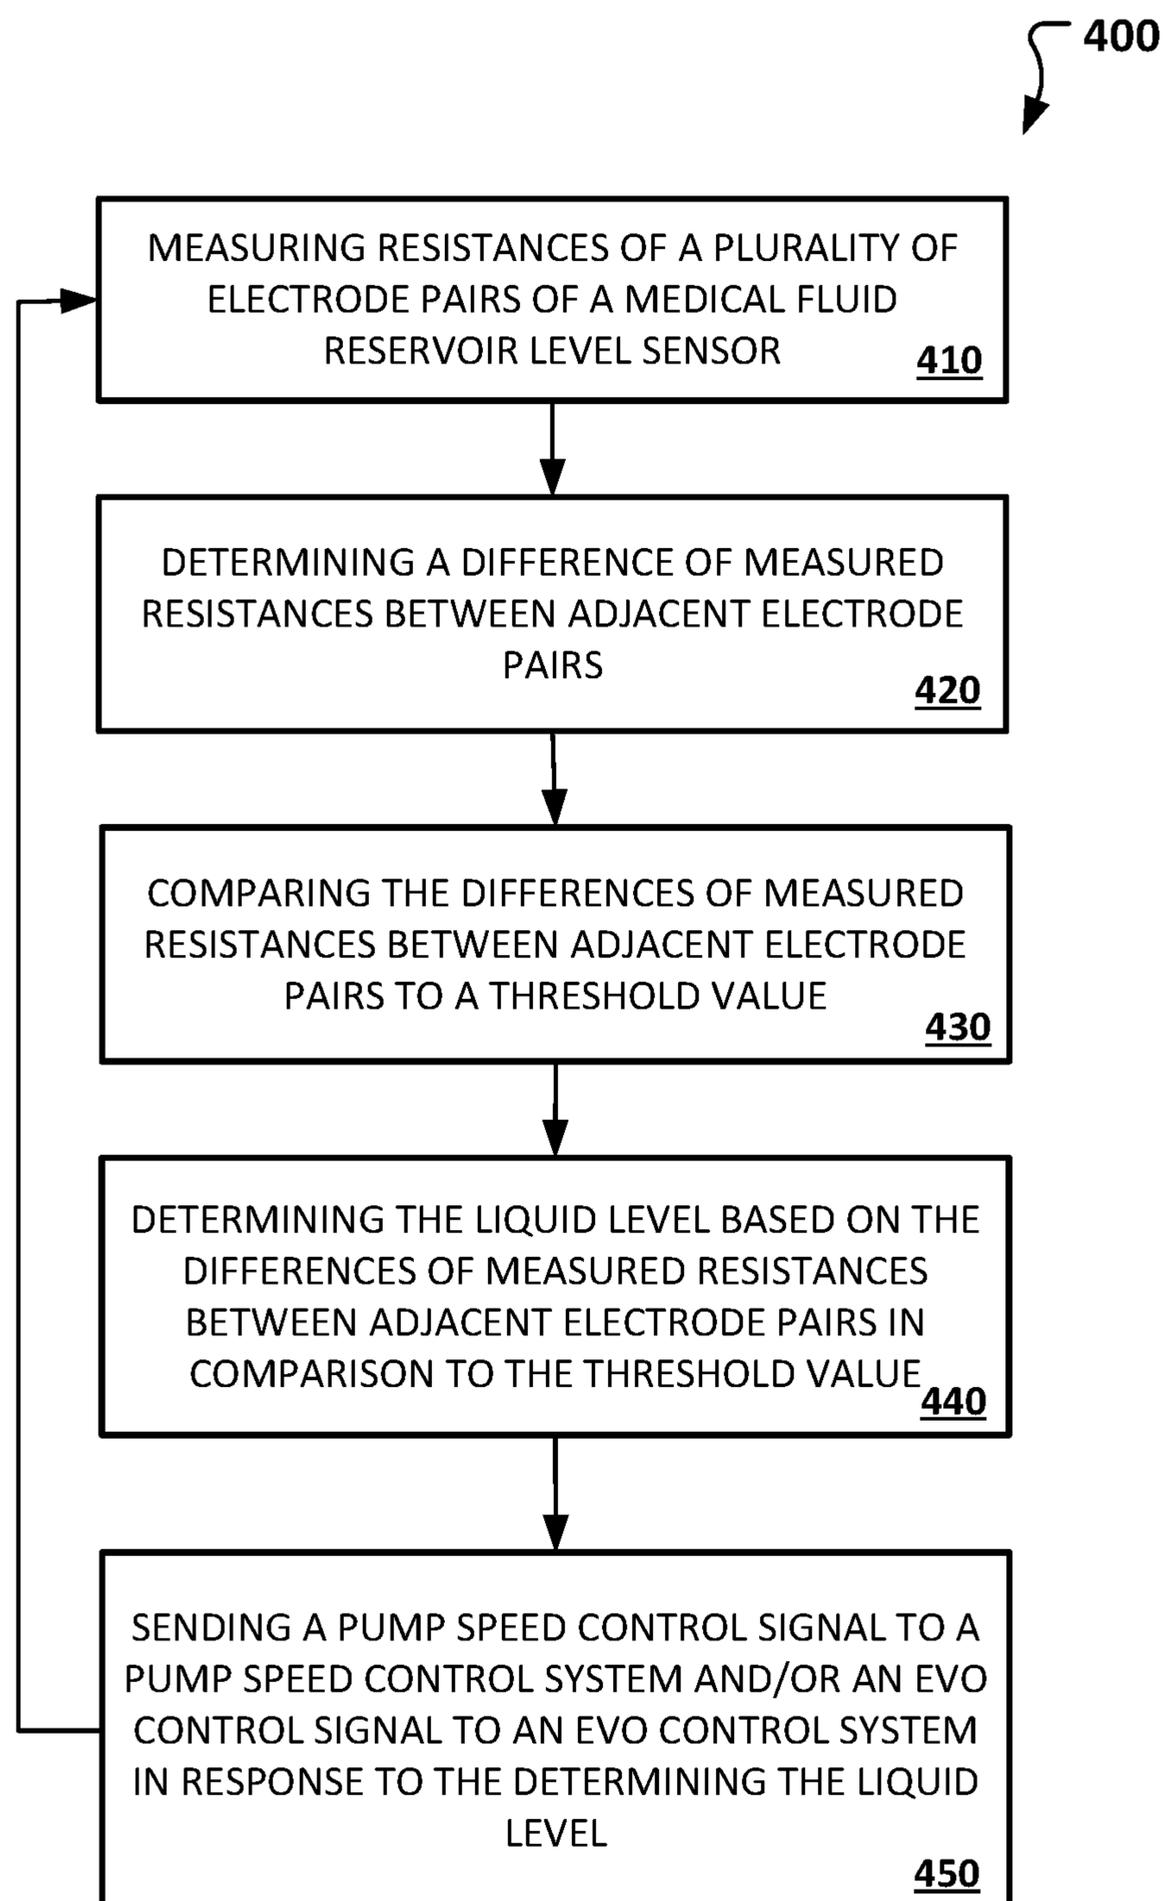 400
MEASURING RESISTANCES OF A PLURALITY OF
ELECTRODE PAIRS OF A MEDICAL FLUID
RESERVOIR LEVEL SENSOR
410
DETERMINING A DIFFERENCE OF MEASURED
RESISTANCES BETWEEN ADJACENT ELECTRODE
PAIRS
420
COMPARING THE DIFFERENCES OF MEASURED
RESISTANCES BETWEEN ADJACENT ELECTRODE
PAIRS TO A THRESHOLD VALUE
430
DETERMINING THE LIQUID LEVEL BASED ON THE
DIFFERENCES OF MEASURED RESISTANCES
BETWEEN ADJACENT ELECTRODE PAIRS IN
COMPARISON TO THE THRESHOLD VALUE
440
SENDING A PUMP SPEED CONTROL SIGNAL TO A
PUMP SPEED CONTROL SYSTEM AND/OR AN EVO
CONTROL SIGNAL TO AN EVO CONTROL SYSTEM
IN RESPONSE TO THE DETERMINING THE LIQUID
LEVEL
450